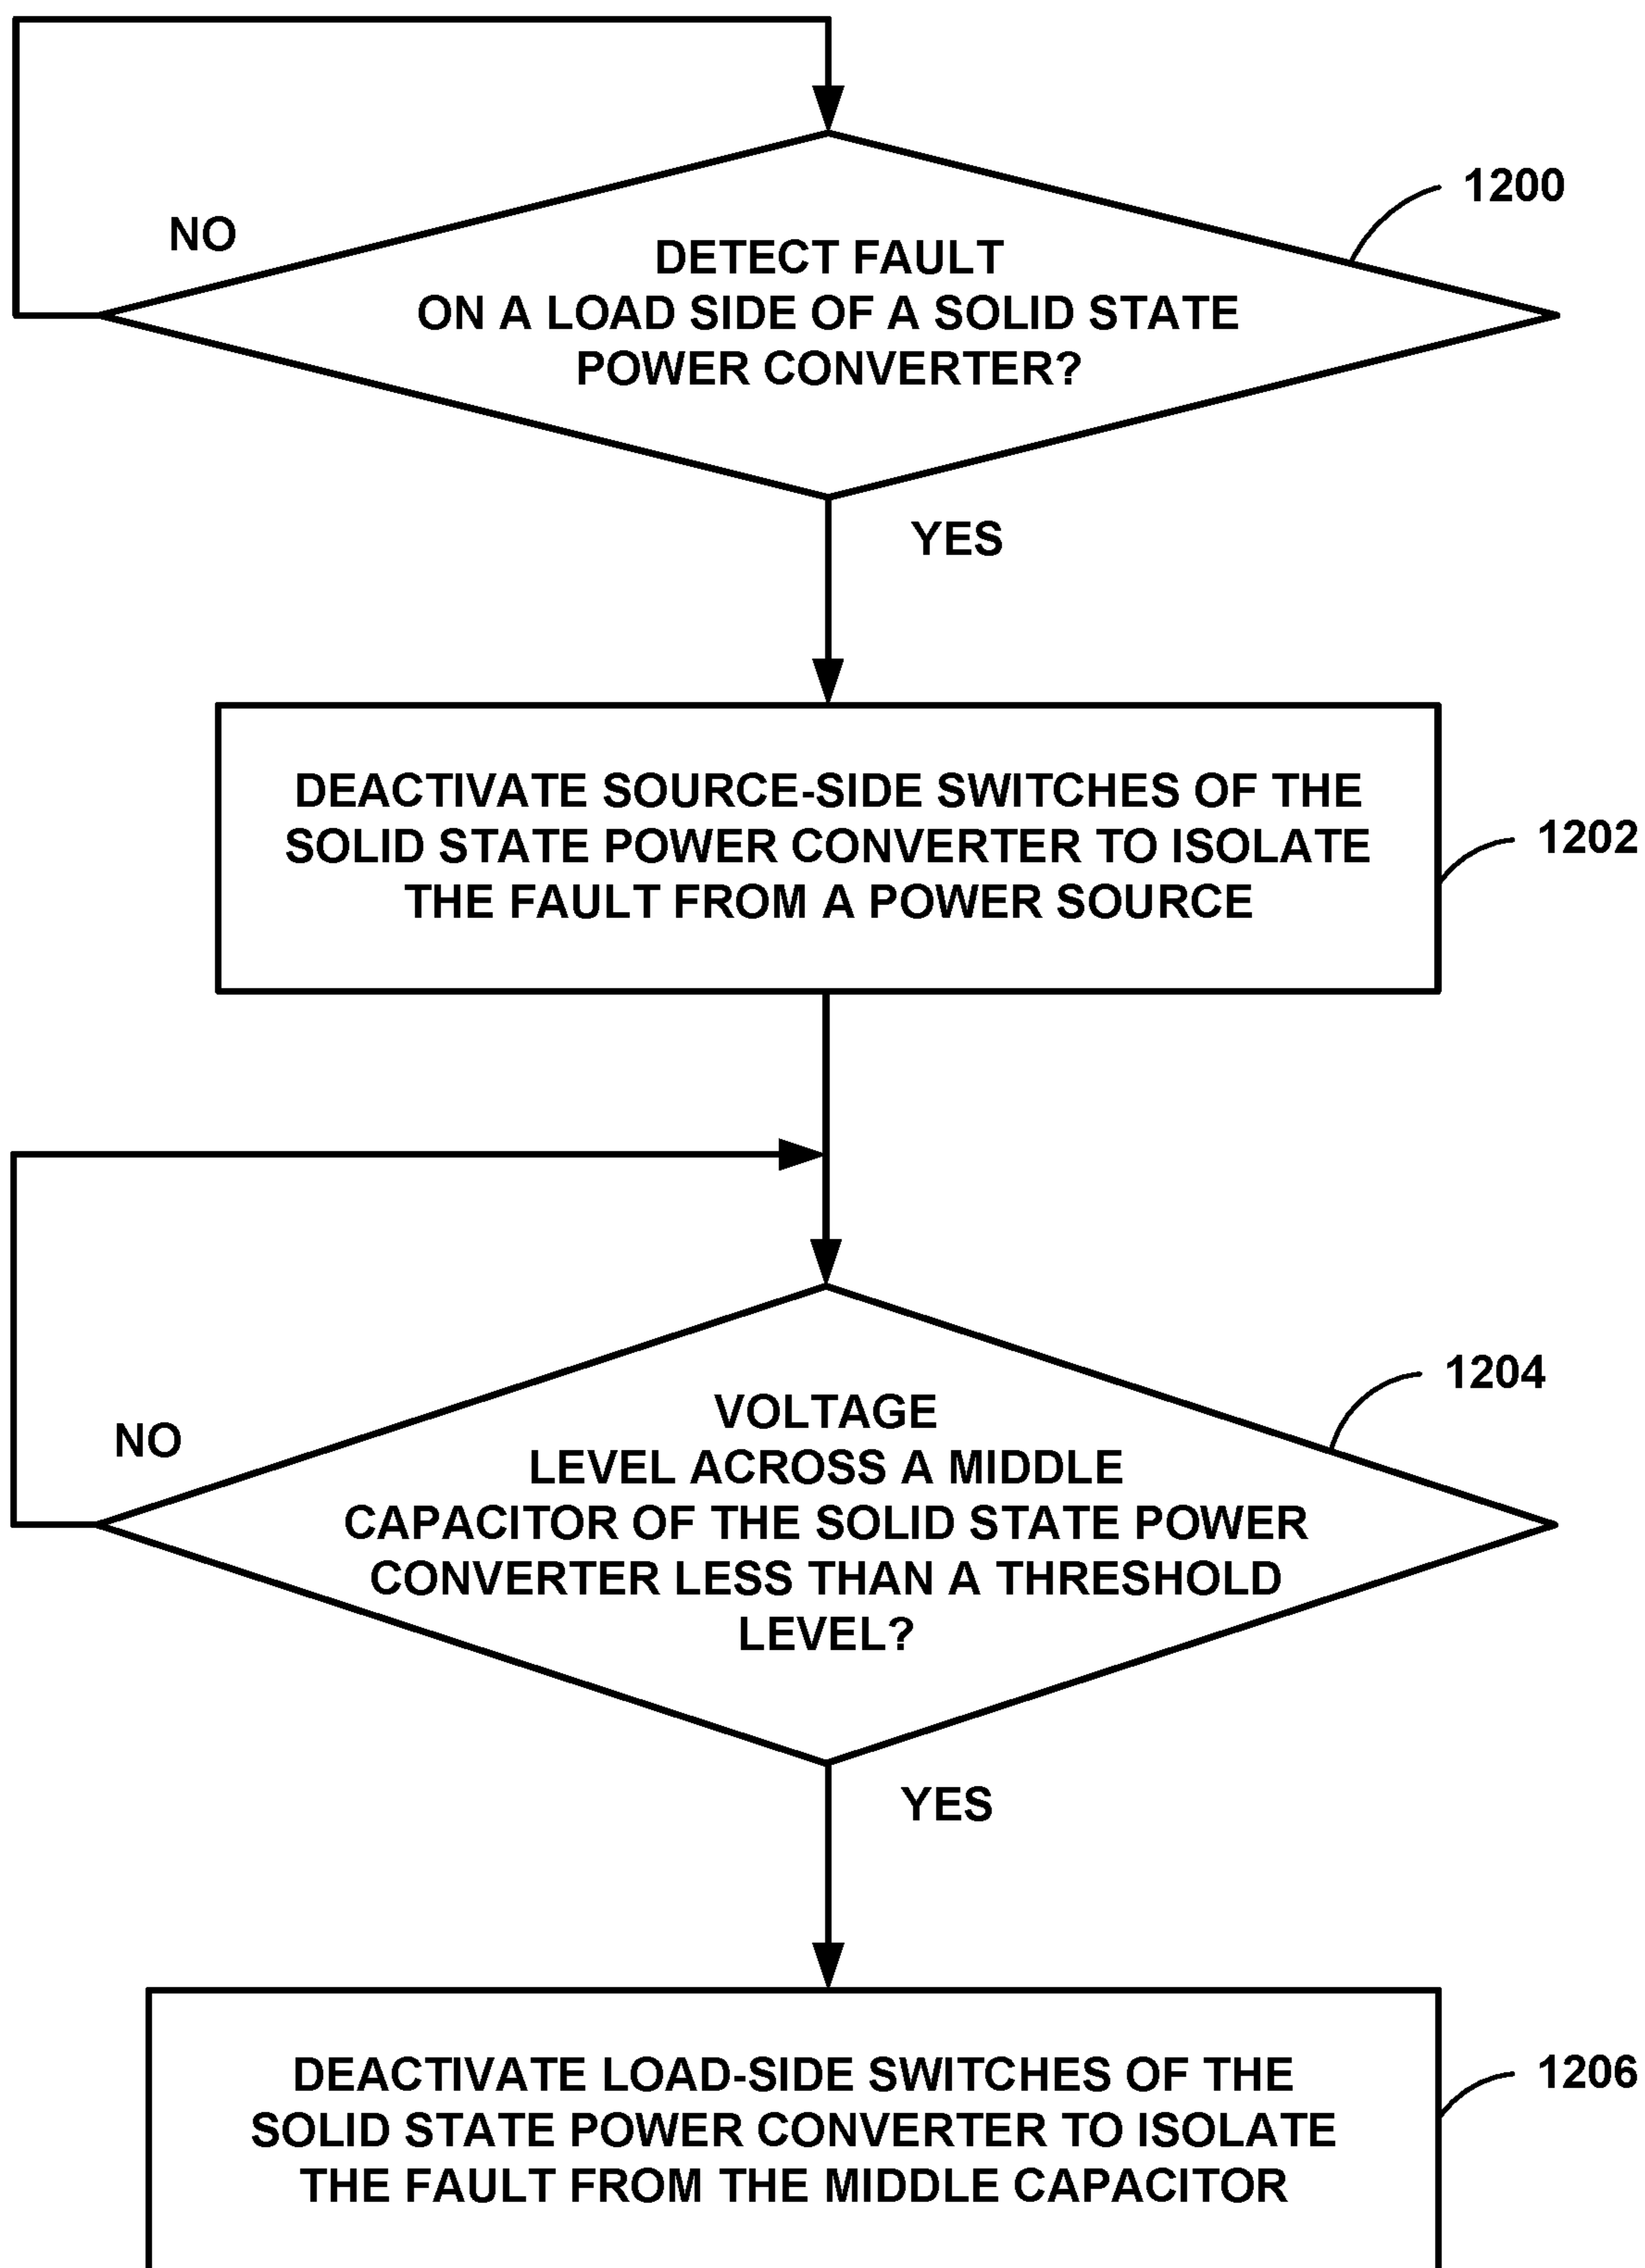 1200
NO
DETECT FAULT
ON A LOAD SIDE OF A SOLID STATE
POWER CONVERTER?
YES
DEACTIVATE SOURCE-SIDE SWITCHES OF THE
SOLID STATE POWER CONVERTER TO ISOLATE
THE FAULT FROM A POWER SOURCE
1202
1204
NO
VOLTAGE
LEVEL ACROSS A MIDDLE
CAPACITOR OF THE SOLID STATE POWER
CONVERTER LESS THAN A THRESHOLD
LEVEL?
YES
DEACTIVATE LOAD-SIDE SWITCHES OF THE
SOLID STATE POWER CONVERTER TO ISOLATE
THE FAULT FROM THE MIDDLE CAPACITOR
1206